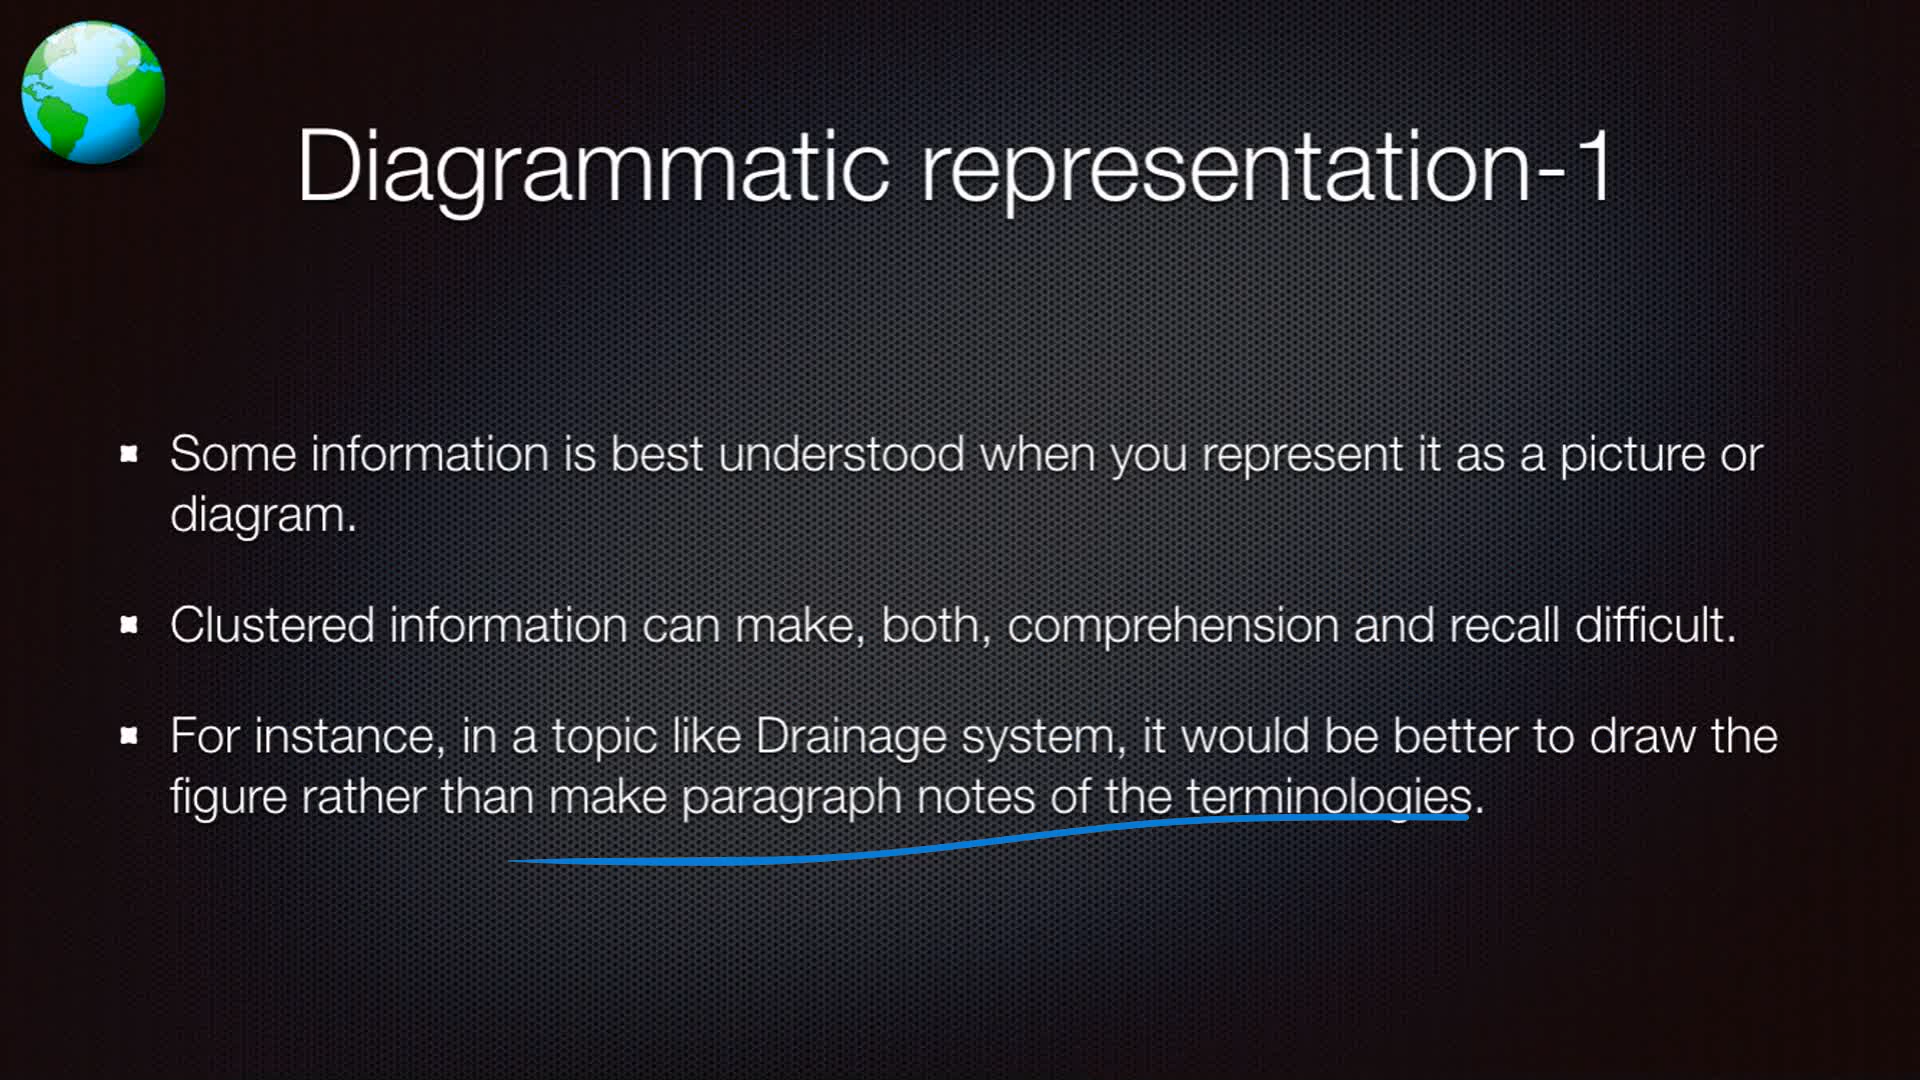 Diagrammatic representation-1
Some information is best understood when you represent it as a picture or
diagram.
Clustered information can make, both, comprehension and recall difficult.
For instance, in a topic like Drainage system, it would be better to draw the
figure rather than make paragraph notes of the terminologies.